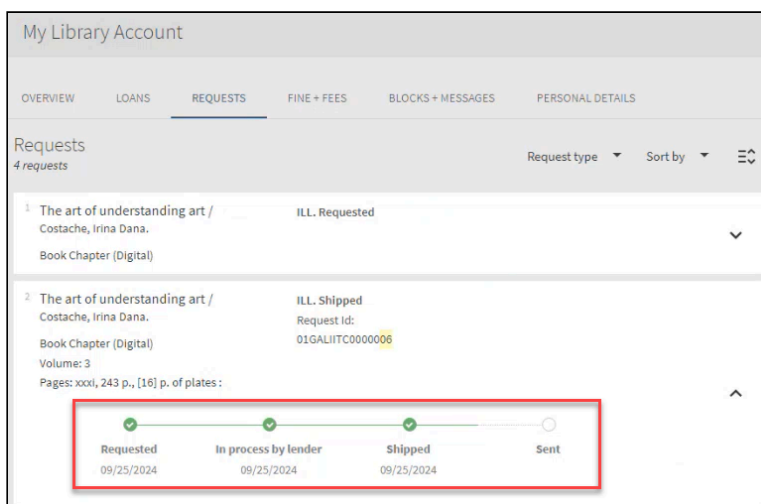 My Library Account
OVERVIEW LOANS REQUESTS FINE + FEES BLOCKS + MESSAGES PERSONAL DETAILS
Requests
4 requests
Request type Sort by
1 The art of understanding art / ILL. Requested
Costache, Irina Dana.
Book Chapter (Digital)
2 The art of understanding art / ILL. Shipped
Costache, Irina Dana. Request Id:
Book Chapter (Digital) 01GALIITC0000006
Volume: 3
Pages: xxxi, 243 p., [16] p. of plates :
Requested In process by lender Shipped Sent
09/25/2024 09/25/2024 09/25/2024